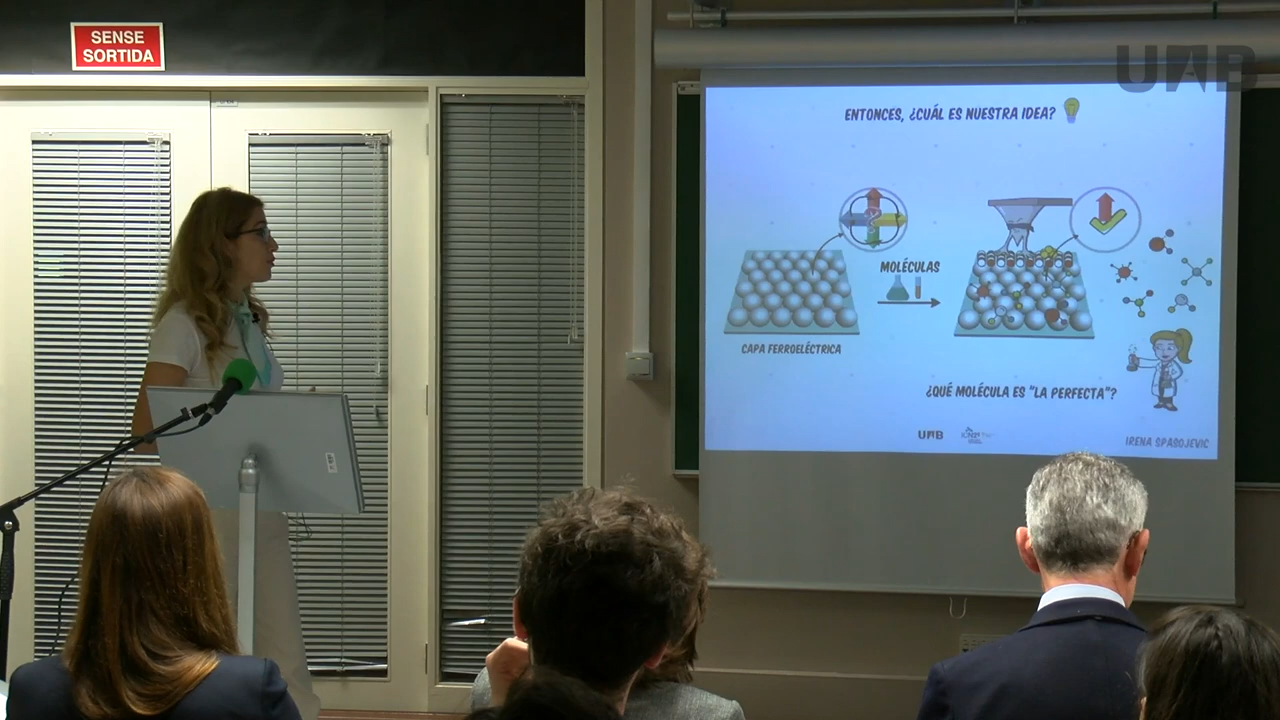 SENSE
SORTIDA
UAB
ENTONCES, ¿CUÁL ES NUESTRA IDEA?
MOLÉCULAS
CAPA FERROELÉCTRICA
¿QUÉ MOLÉCULA ES "LA PERFECTA"?
UAB
IRENA SPASOJEVIC